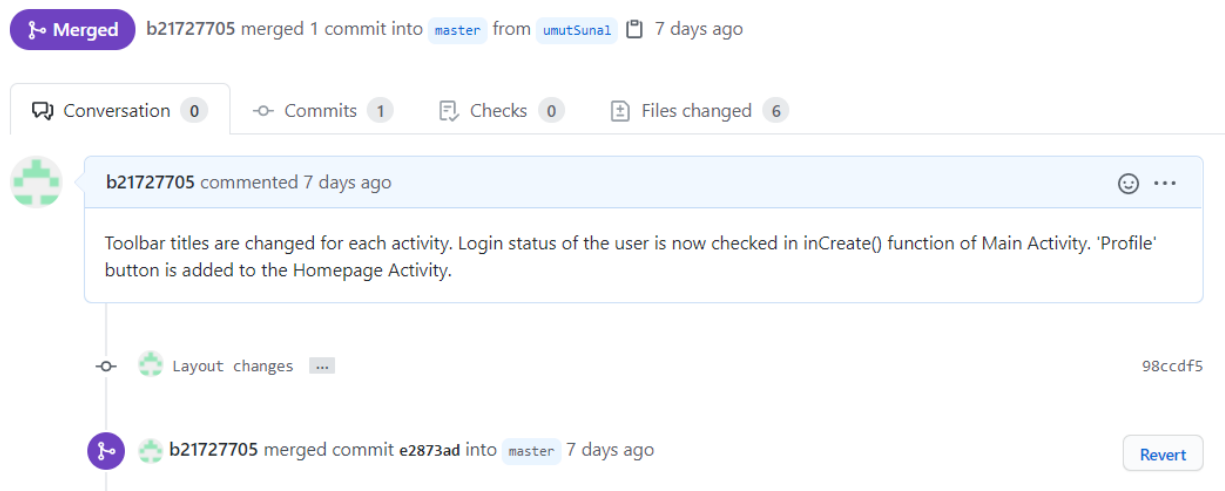 Merged b21727705 merged 1 commit into master from umutSunal 7 days ago
Conversation 0 Commits 1 Checks 0 Files changed 6
b21727705 commented 7 days ago
Toolbar titles are changed for each activity. Login status of the user is now checked in inCreate() function of Main Activity. 'Profile'
button is added to the Homepage Activity.
Layout changes ... 98ccdf5
b21727705 merged commit e2873ad into master 7 days ago Revert